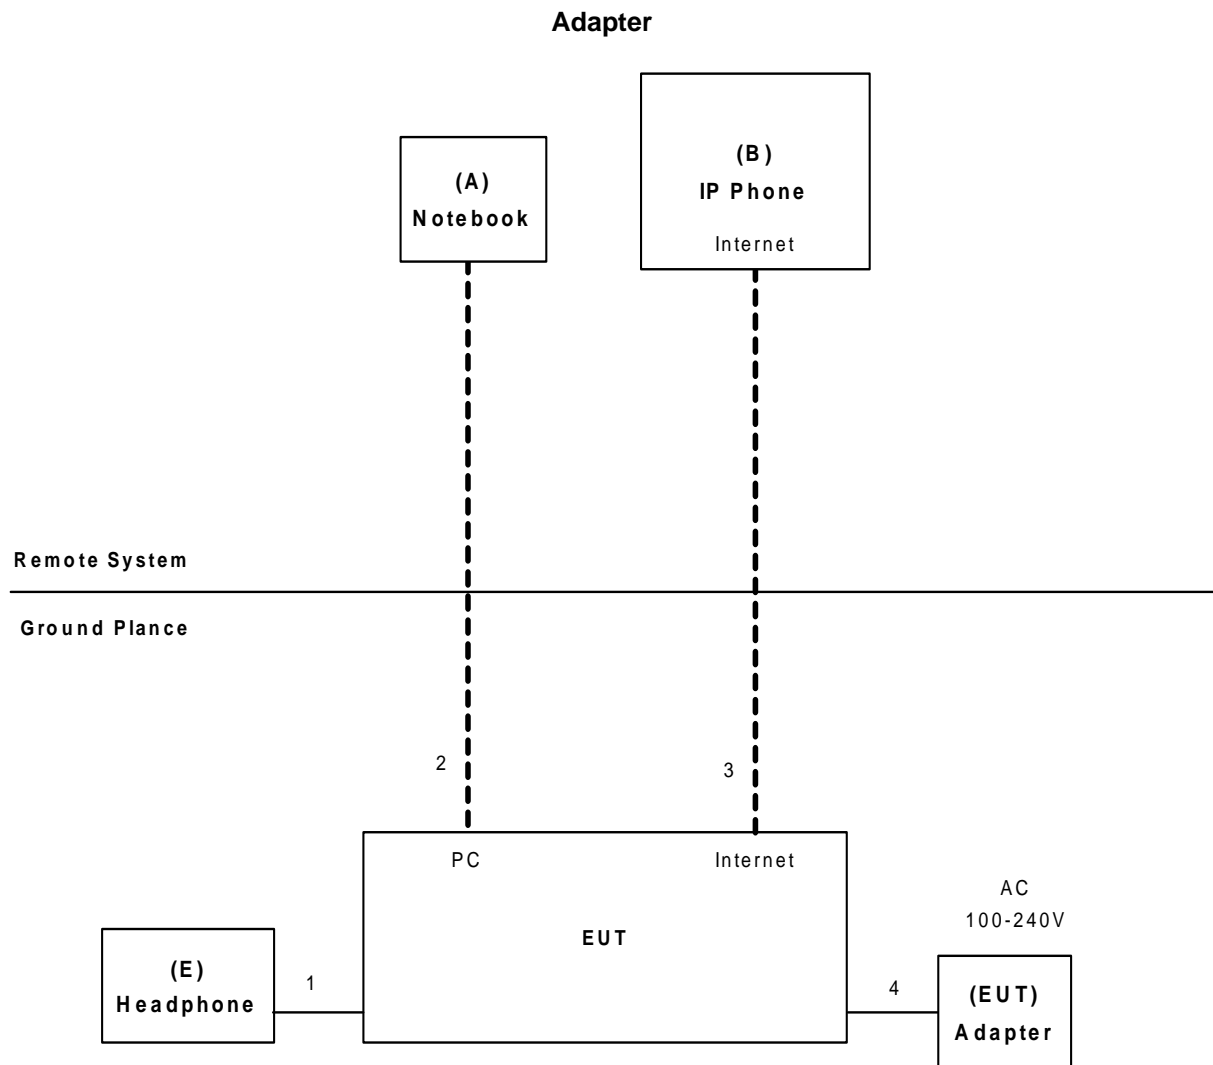 Adapter
(A)
Notebook
(B)
IP Phone
Internet
Remote System
Ground Plance
2
3
PC
Internet
EUT
AC
100-240V
(E)
Headphone
1
4
(EUT)
Adapter